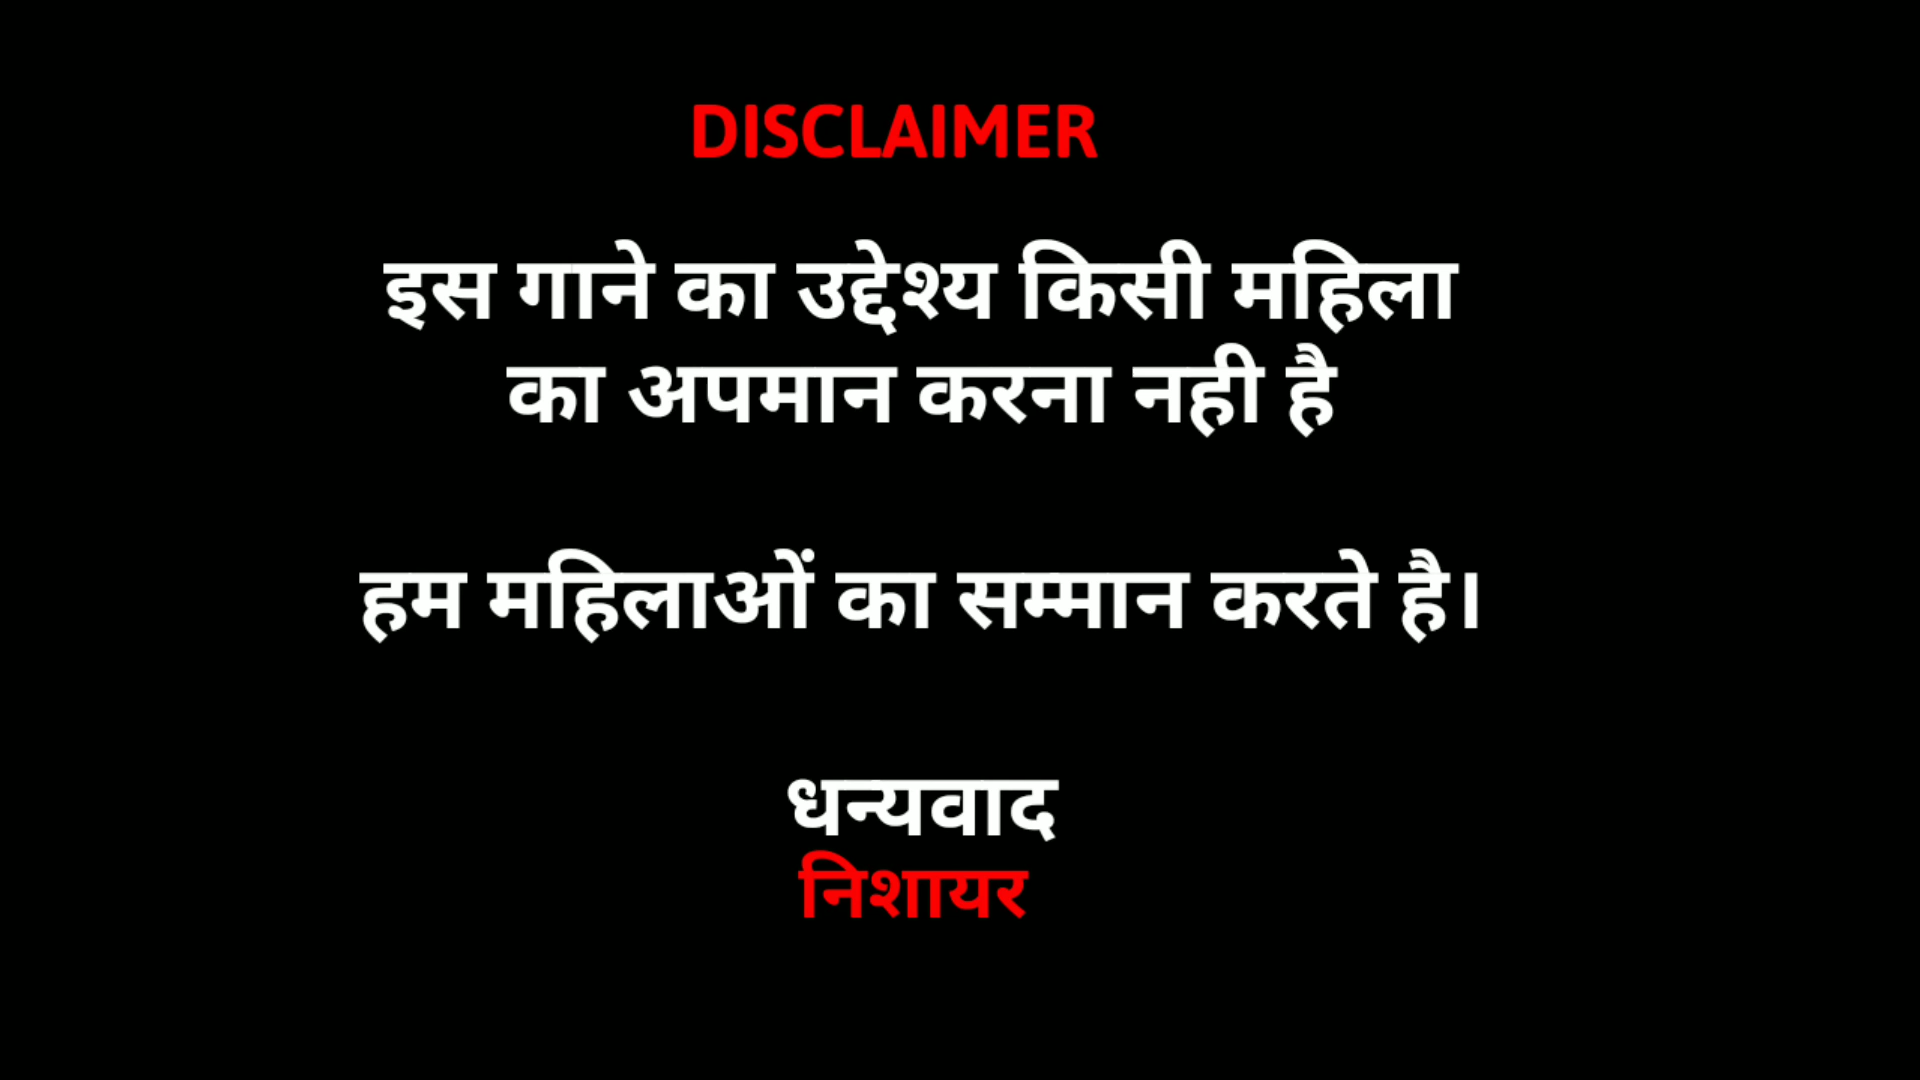 DISCLAIMER
इस गाने का उद्देश्य किसी महिला
का अपमान करना नही है
हम महिलाओं का सम्मान करते है।
धन्यवाद
निशायर